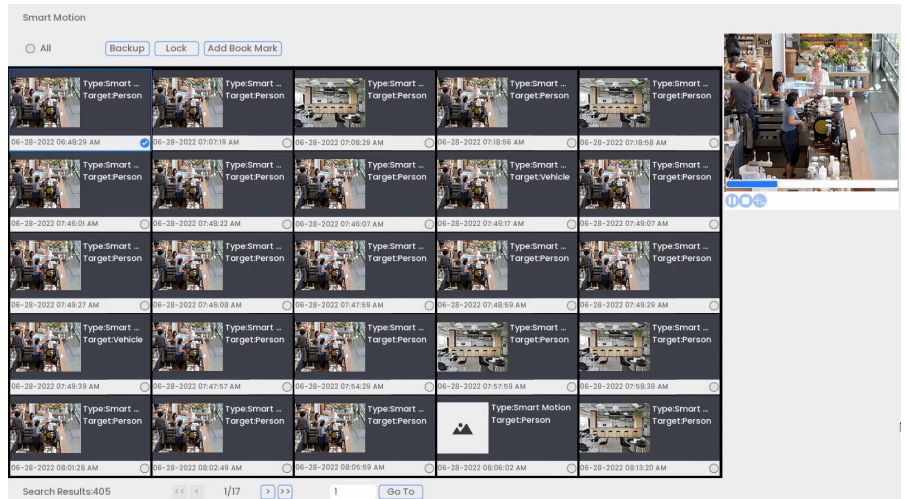 Smart Motion
All
Backup Lock Add Book Mark
Type:Smart ... Type:Smart ... Type:Smart ... Type:Smart ... Type:Smart ...
Target:Person Target:Person Target:Person Target:Person Target:Person
06-28-2022 06:48:29 AM 06-28-2022 07:07:19 AM 06-28-2022 07:08:29 AM 06-28-2022 07:18:56 AM 06-28-2022 07:18:58 AM
Type:Smart ... Type:Smart ... Type:Smart ... Type:Smart ... Type:Smart ...
Target:Person Target:Person Target:Person Target:Vehicle Target:Person
06-28-2022 07:46:01 AM 06-28-2022 07:48:22 AM 06-28-2022 07:46:07 AM 06-28-2022 07:46:17 AM 06-28-2022 07:49:07 AM
Type:Smart ... Type:Smart ... Type:Smart ... Type:Smart ... Type:Smart ...
Target:Person Target:Person Target:Person Target:Person Target:Person
06-28-2022 07:49:27 AM 06-28-2022 07:46:08 AM 06-28-2022 07:47:59 AM 06-28-2022 07:48:59 AM 06-28-2022 07:49:29 AM
Type:Smart ... Type:Smart ... Type:Smart ... Type:Smart ... Type:Smart ...
Target:Vehicle Target:Person Target:Person Target:Person Target:Person
06-28-2022 07:49:39 AM 06-28-2022 07:47:57 AM 06-28-2022 07:54:29 AM 06-28-2022 07:57:59 AM 06-28-2022 07:58:39 AM
Type:Smart ... Type:Smart ... Type:Smart ... Type:Smart Motion Type:Smart ...
Target:Person Target:Person Target:Person Target:Person Target:Person
06-28-2022 08:01:28 AM 06-28-2022 08:02:49 AM 06-28-2022 08:05:59 AM 06-28-2022 08:06:02 AM 06-28-2022 08:13:20 AM
Search Results:405 << < 1/17 > >> 1 Go To